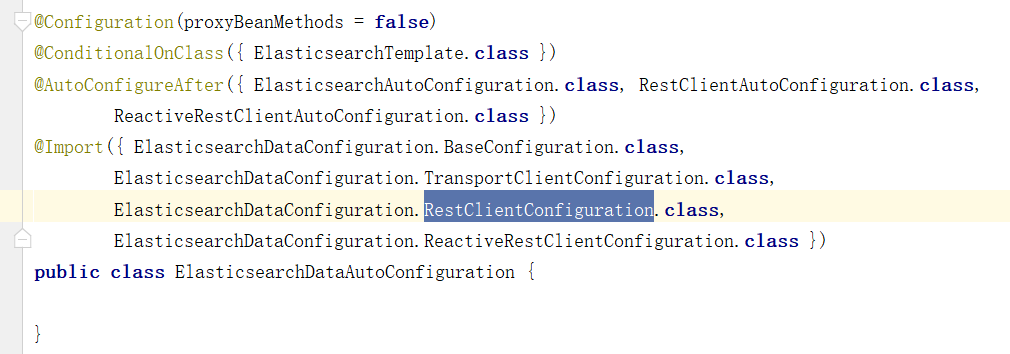 @Configuration(proxyBeanMethods = false)
@ConditionalOnClass({ ElasticsearchTemplate.class })
@AutoConfigureAfter({ ElasticsearchAutoConfiguration.class, RestClientAutoConfiguration.class,
ReactiveRestClientAutoConfiguration.class })
@Import({ ElasticsearchDataConfiguration.BaseConfiguration.class,
ElasticsearchDataConfiguration.TransportClientConfiguration.class,
ElasticsearchDataConfiguration.RestClientConfiguration.class,
ElasticsearchDataConfiguration.ReactiveRestClientConfiguration.class })
public class ElasticsearchDataAutoConfiguration {
}